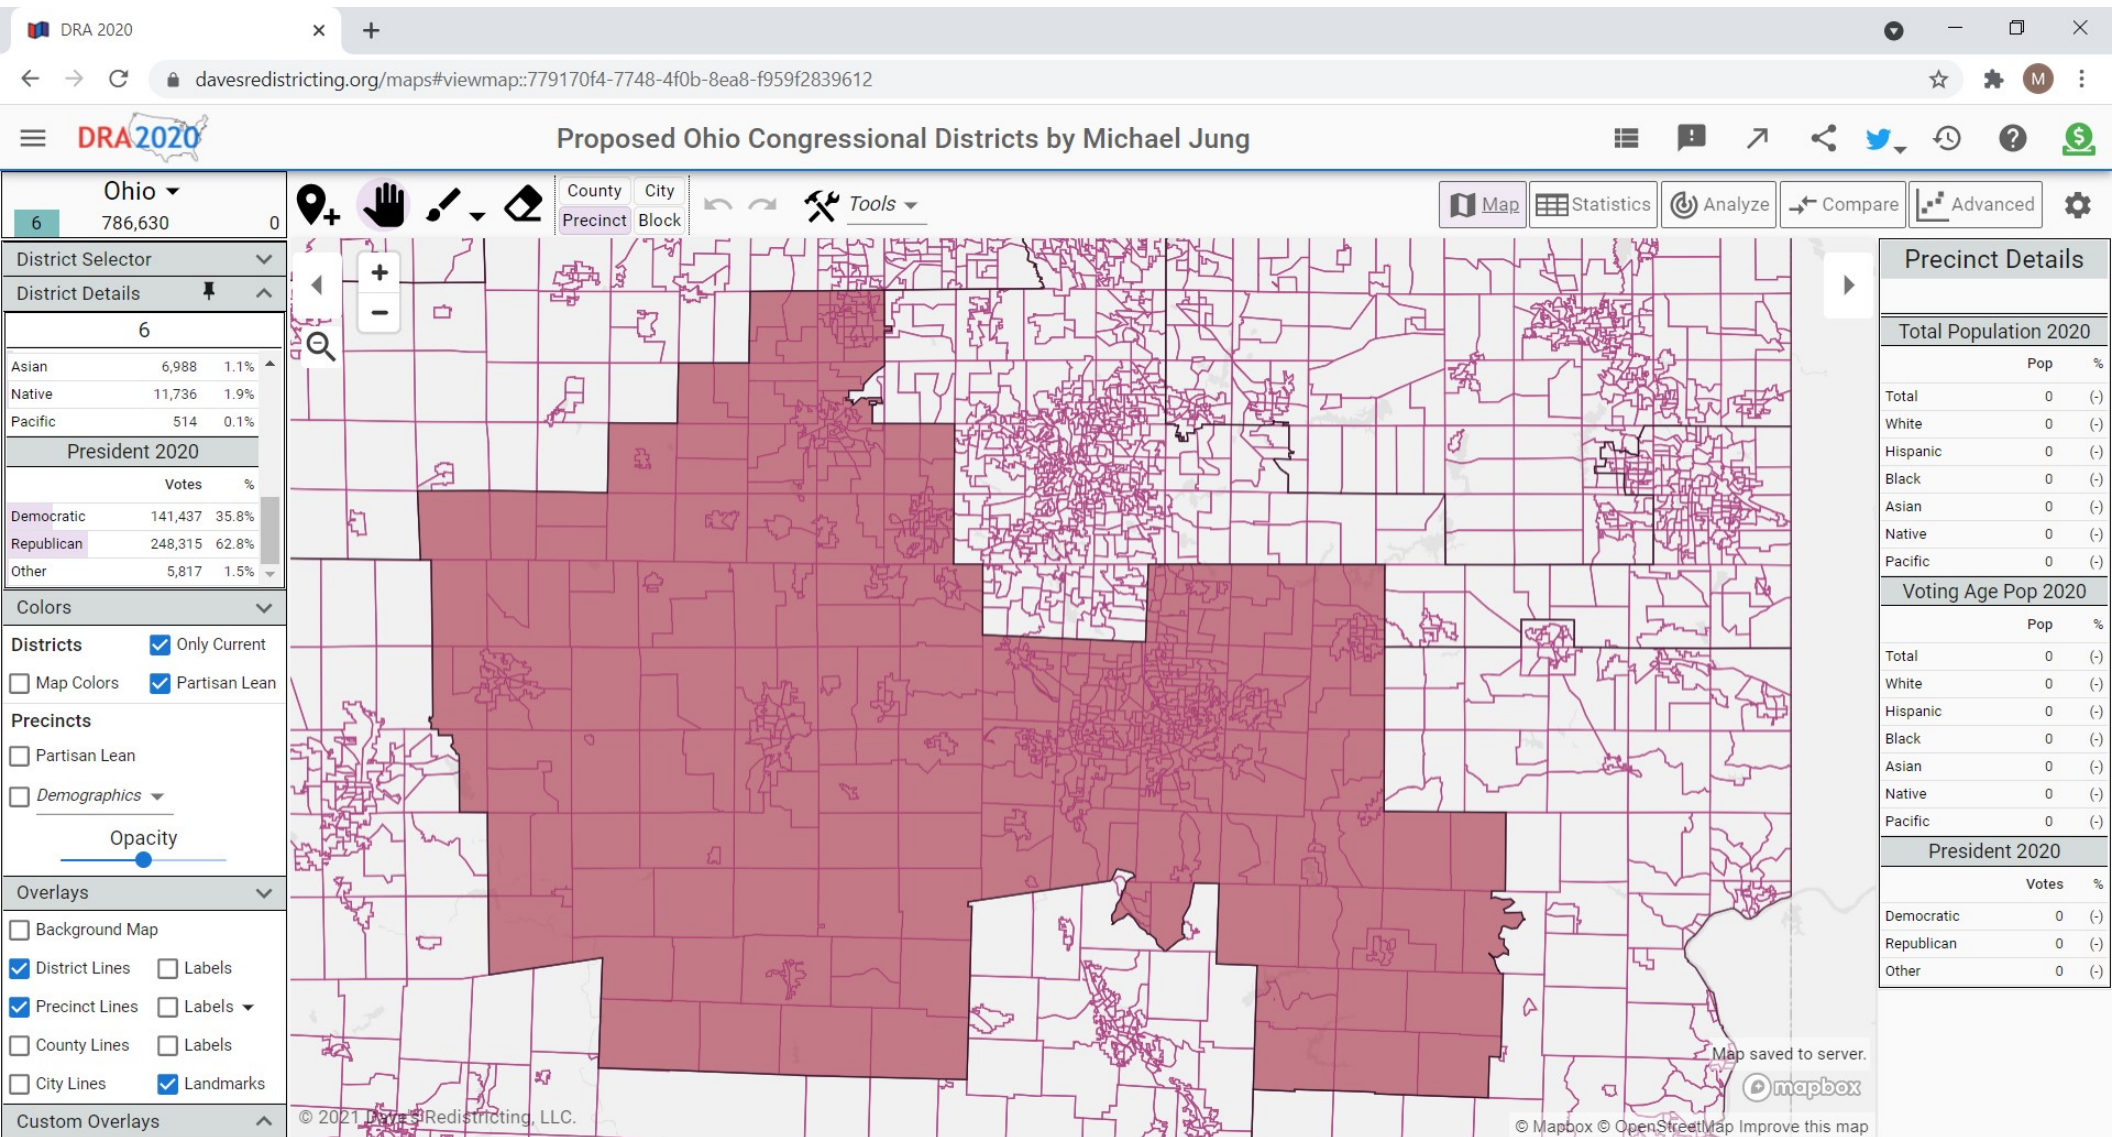 DRA 2020
davesredistricting.org/maps#viewmap::779170f4-7748-4f0b-8ea8-f959f2839612
M
DRA2020
Proposed Ohio Congressional Districts by Michael Jung
Ohio
6 786,630 0
County City
Precinct Block
Tools
Map Statistics Analyze Compare Advanced
District Selector
District Details
6
Asian 6,988 1.1%
Native 11,736 1.9%
Pacific 514 0.1%
President 2020
Votes %
Democratic 141,437 35.8%
Republican 248,315 62.8%
Other 5,817 1.5%
Colors
Districts Only Current
Map Colors Partisan Lean
Precincts
Partisan Lean
Demographics
Opacity
Overlays
Background Map
District Lines Labels
Precinct Lines Labels
County Lines Labels
City Lines Landmarks
Custom Overlays
© 2021 Dave's Redistricting, LLC.
Map saved to server.
mapbox
© Mapbox © OpenStreetMap Improve this map
Precinct Details
Total Population 2020
Pop %
Total 0 (-)
White 0 (-)
Hispanic 0 (-)
Black 0 (-)
Asian 0 (-)
Native 0 (-)
Pacific 0 (-)
Voting Age Pop 2020
Pop %
Total 0 (-)
White 0 (-)
Hispanic 0 (-)
Black 0 (-)
Asian 0 (-)
Native 0 (-)
Pacific 0 (-)
President 2020
Votes %
Democratic 0 (-)
Republican 0 (-)
Other 0 (-)